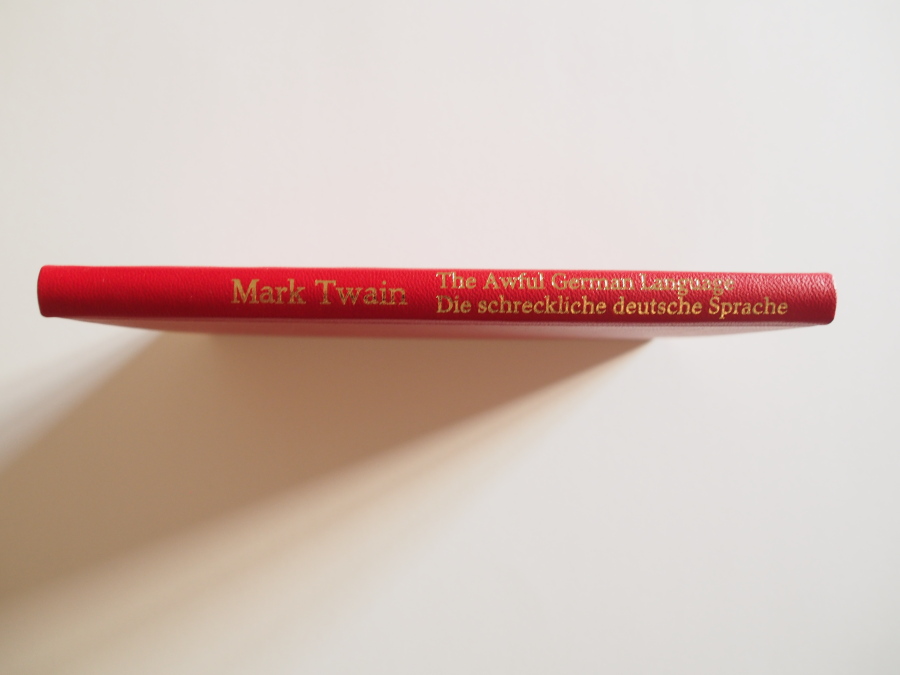 Mark Twain
The Awful German Language
Die schreckliche deutsche Sprache